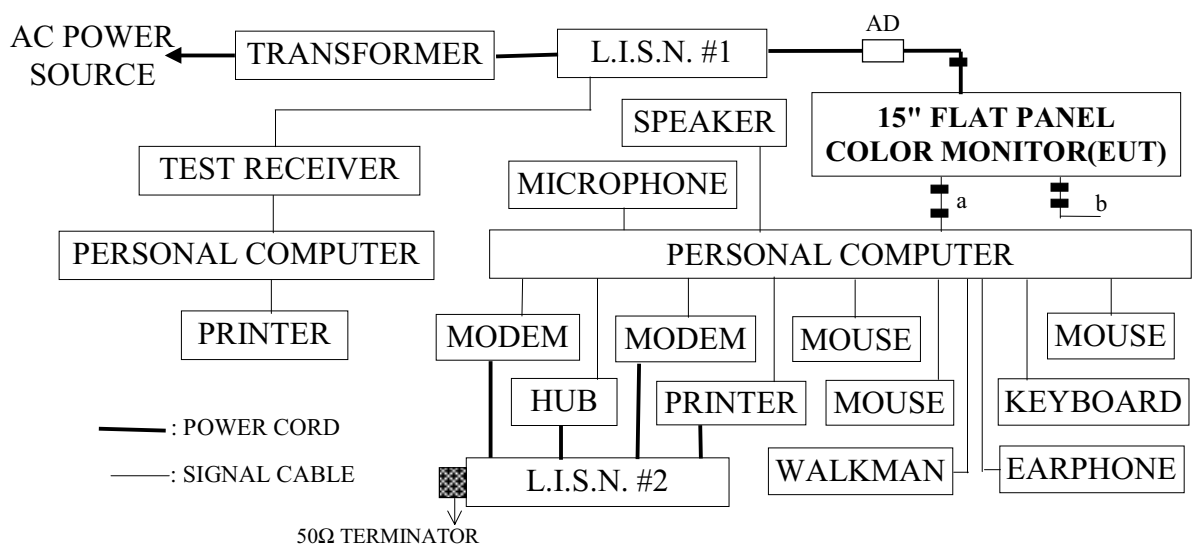 AC POWER
SOURCE
TRANSFORMER
L.I.S.N. #1
AD
15" FLAT PANEL
COLOR MONITOR(EUT)
SPEAKER
TEST RECEIVER
MICROPHONE
a
b
PERSONAL COMPUTER
PERSONAL COMPUTER
PRINTER
MODEM
MODEM
MOUSE
MOUSE
HUB
PRINTER
MOUSE
KEYBOARD
: POWER CORD
WALKMAN
EARPHONE
: SIGNAL CABLE
L.I.S.N. #2
50Ω TERMINATOR